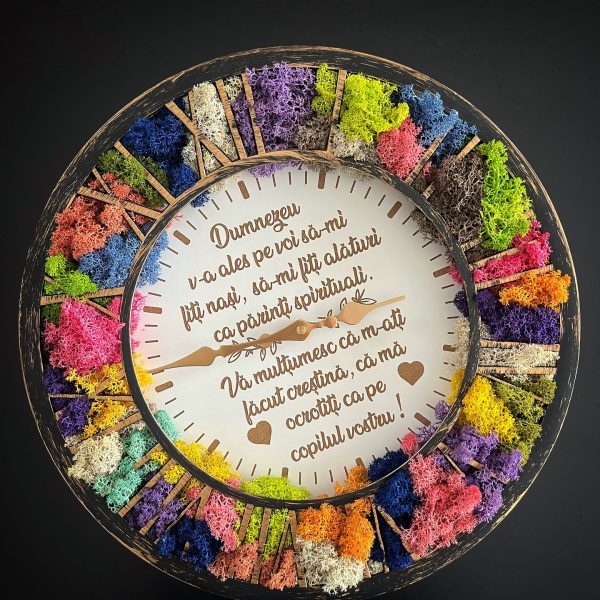 Dumnezeu
v-a ales pe voi să-mi
fiți nași, să-mi fiți alături
ca părinți spirituali.
Vă mulțumesc că m-ați
făcut creștină, că mă
ocrotiți ca pe
copilul vostru!